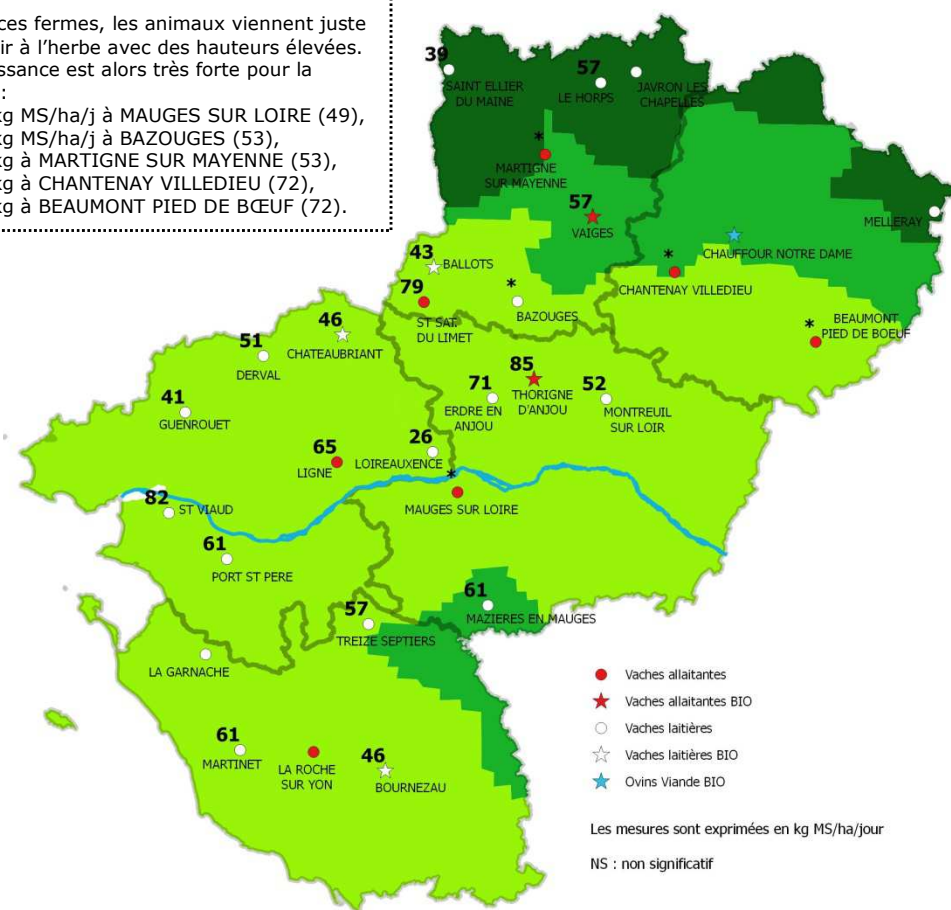 ces fermes, les animaux viennent juste
ir à l'herbe avec des hauteurs élevées.
issance est alors très forte pour la
:
kg MS/ha/j à MAUGES SUR LOIRE (49),
kg MS/ha/j à BAZOUGES (53),
kg à MARTIGNE SUR MAYENNE (53),
kg à CHANTENAY VILLEDIEU (72),
kg à BEAUMONT PIED DE BŒUF (72).
39
SAINT ELLIER
DU MAINE
57
LE HORPS
JAVRON LES
CHAPELLES
*
MARTIGNE
SUR MAYENNE
57
VAIGES
MELLERAY
CHAUFFOUR NOTRE DAME
*
CHANTENAY VILLEDIEU
43
BALLOTS
79
ST SAT.
DU LIMET
*
BAZOUGES
*
BEAUMONT
PIED DE BOEUF
46
CHATEAUBRIANT
51
DERVAL
41
GUENROUET
85
THORIGNE
D'ANJOU
71
ERDRE EN
ANJOU
52
MONTREUIL
SUR LOIR
65
LIGNE
26
LOIREAUXENCE
*
MAUGES SUR LOIRE
82
ST VIAUD
61
PORT ST PERE
61
MAZIERES EN MAUGES
57
TREIZE SEPTIERS
LA GARNACHE
61
MARTINET
LA ROCHE
SUR YON
46
BOURNEZAU
Vaches allaitantes
Vaches allaitantes BIO
Vaches laitières
Vaches laitières BIO
Ovins Viande BIO
Les mesures sont exprimées en kg MS/ha/jour
NS : non significatif